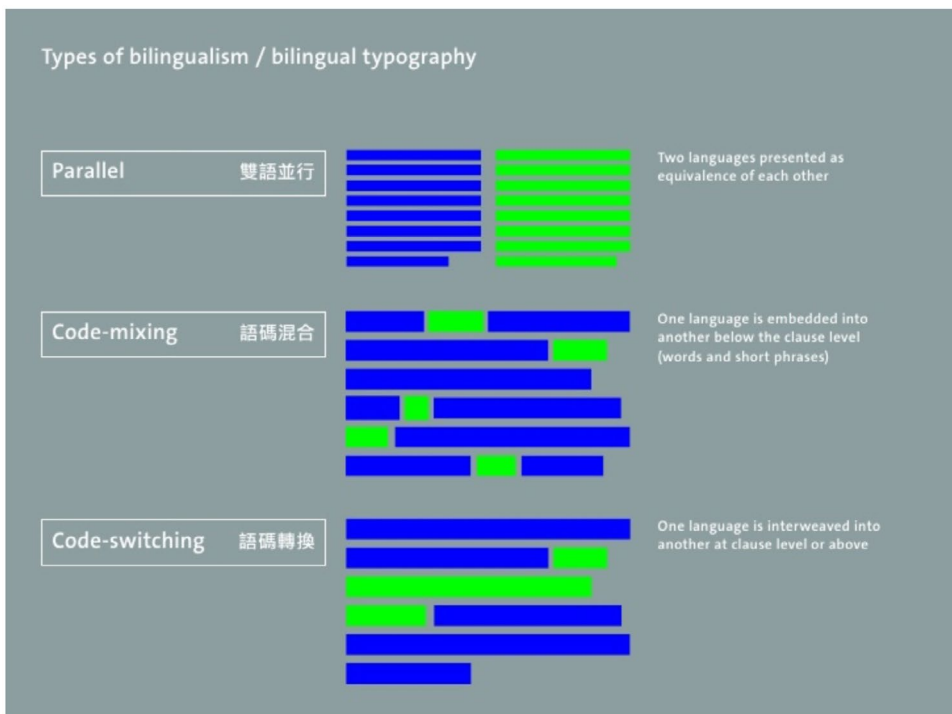 Types of bilingualism / bilingual typography
Parallel 雙語並行
Two languages presented as
equivalence of each other
Code-mixing 語碼混合
One language is embedded into
another below the clause level
(words and short phrases)
Code-switching 語碼轉換
One language is interweaved into
another at clause level or above